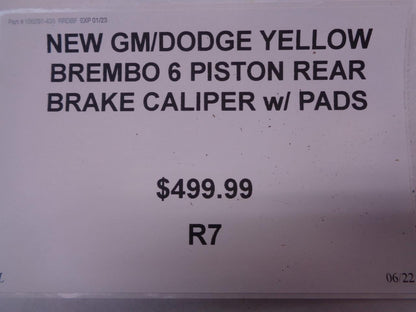 NEW GM/DODGE YELLOW
BREMBO 6 PISTON REAR
BRAKE CALIPER w/ PADS
$499.99
R7
06/22